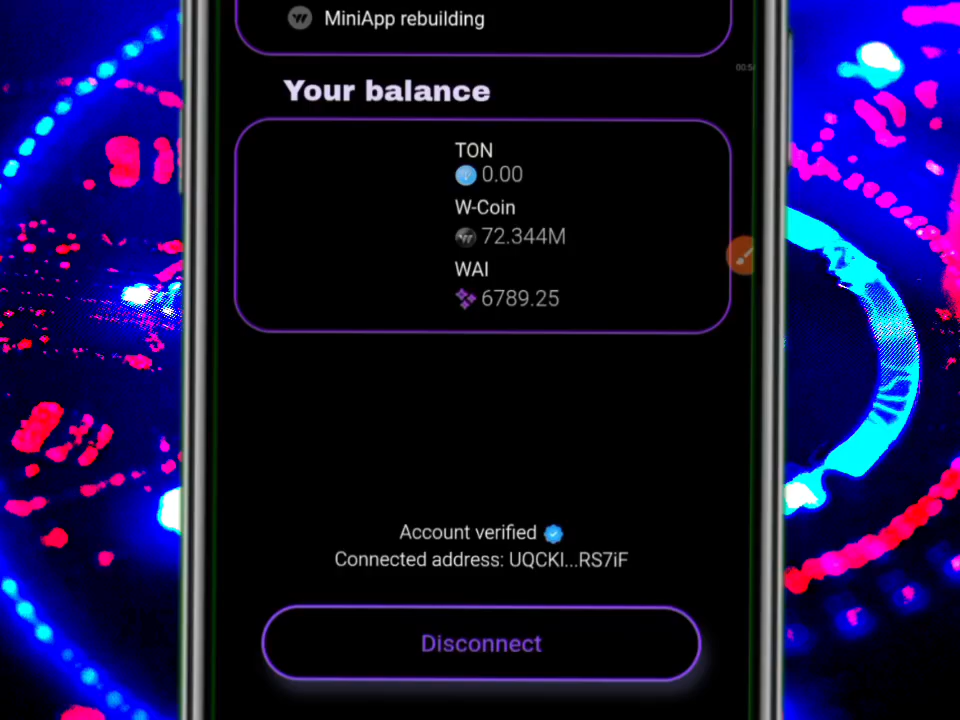 MiniApp rebuilding
Your balance
TON
0.00
W-Coin
72.344M
WAI
6789.25
Account verified
Connected address: UQCKI...RS7iF
Disconnect